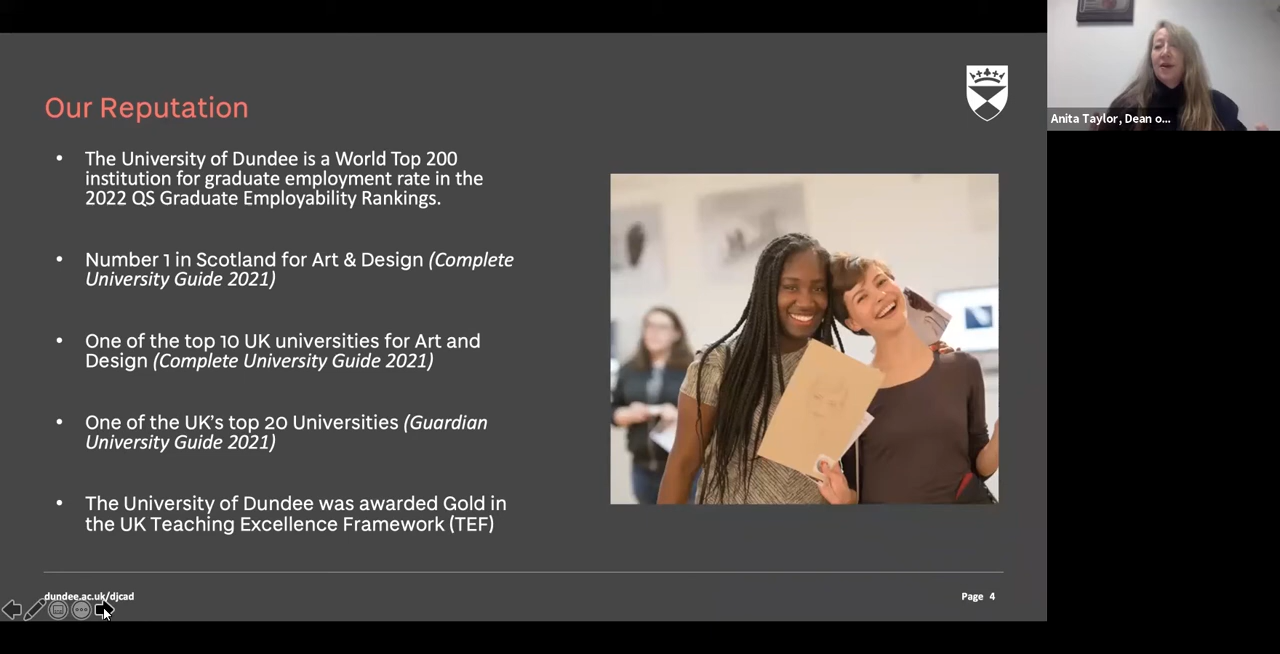 Our Reputation
• The University of Dundee is a World Top 200
institution for graduate employment rate in the
2022 QS Graduate Employability Rankings.
• Number 1 in Scotland for Art & Design (Complete
University Guide 2021)
• One of the top 10 UK universities for Art and
Design (Complete University Guide 2021)
• One of the UK’s top 20 Universities (Guardian
University Guide 2021)
• The University of Dundee was awarded Gold in
the UK Teaching Excellence Framework (TEF)
dundee.ac.uk/djcad
Page 4
Anita Taylor, Dean o...